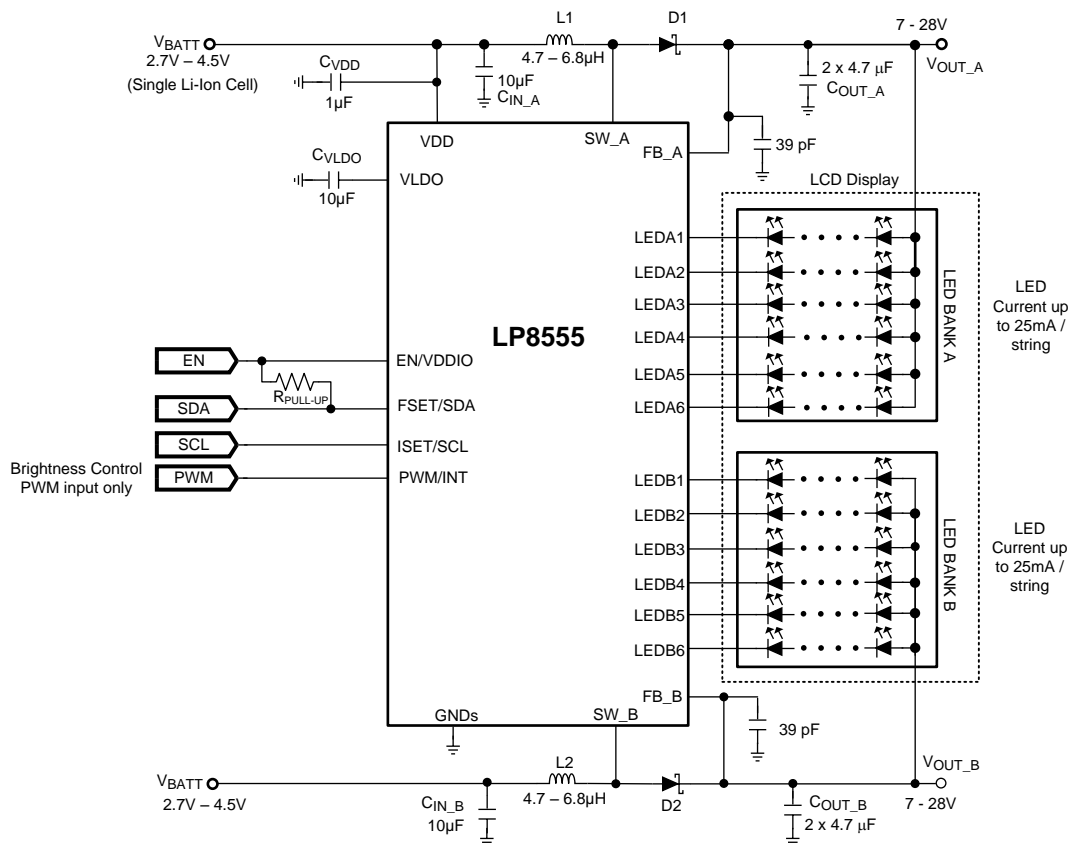 L1
D1
7 - 28V
VBATT
2.7V – 4.5V
(Single Li-Ion Cell)
4.7 – 6.8µH
VOUT_A
CVDD
1µF
10µF
CIN_A
2 x 4.7 µF
COUT_A
VDD
SW_A
FB_A
39 pF
CVLDO
10µF
VLDO
LCD Display
LEDA1
LEDA2
LEDA3
LEDA4
LEDA5
LEDA6
LED BANK A
LED
Current up
to 25mA /
string
LP8555
EN
EN/VDDIO
RPULL-UP
SDA
FSET/SDA
SCL
ISET/SCL
Brightness Control
PWM input only
PWM
PWM/INT
LEDB1
LEDB2
LEDB3
LEDB4
LEDB5
LEDB6
LED BANK B
LED
Current up
to 25mA /
string
FB_B
GNDs
SW_B
39 pF
VBATT
2.7V – 4.5V
L2
4.7 – 6.8µH
D2
VOUT_B
7 - 28V
CIN_B
10µF
COUT_B
2 x 4.7 µF